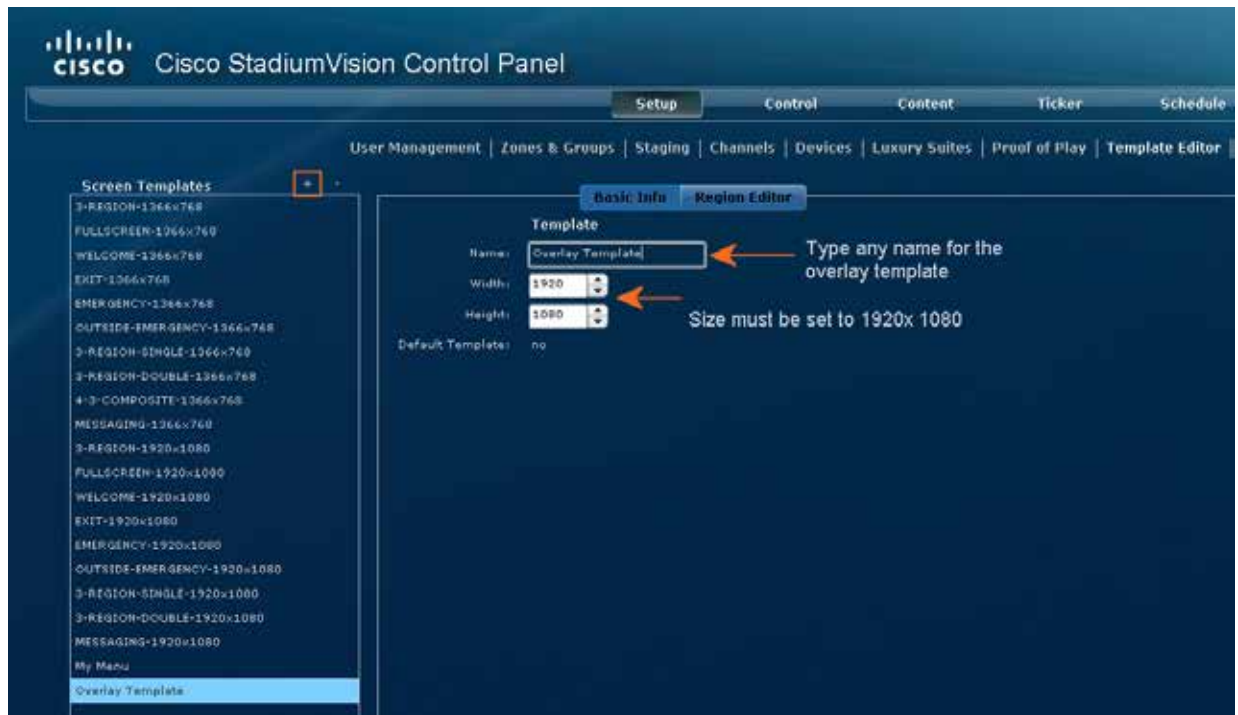 CISCO Cisco StadiumVision Control Panel
Setup Control Content Ticker Schedule
User Management | Zones & Groups | Staging | Channels | Devices | Luxury Suites | Proof of Play | Template Editor |
Screen Templates + -
Basic Info Region Editor
3-REGION-1366x768
FULLSCREEN-1366x768
WELCOME-1366x768
EXIT-1366x768
EMERGENCY-1366x768
OUTSIDE-EMERGENCY-1366x768
3-REGION-SINGLE-1366x768
3-REGION-DOUBLE-1366x768
4-3-COMPOSITE-1366x768
MESSAGING-1366x768
3-REGION-1920x1080
FULLSCREEN-1920x1080
WELCOME-1920x1080
EXIT-1920x1080
EMERGENCY-1920x1080
OUTSIDE-EMERGENCY-1920x1080
3-REGION-SINGLE-1920x1080
3-REGION-DOUBLE-1920x1080
MESSAGING-1920x1080
My Menu
Overlay Template
Template
Name: Overlay Template
Width: 1920
Height: 1080
Default Template: no
Type any name for the
overlay template
Size must be set to 1920x 1080